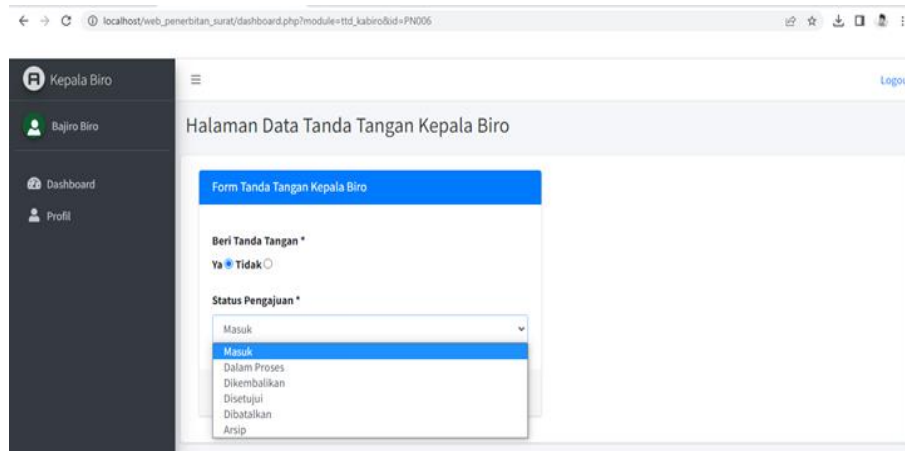 localhost/web_penerbitan_surat/dashboard.php?module=ttd_kabiro&id=PN006
Kepala Biro
Logou
Bajiro Biro
Halaman Data Tanda Tangan Kepala Biro
Dashboard
Profil
Form Tanda Tangan Kepala Biro
Beri Tanda Tangan *
Ya Tidak
Status Pengajuan *
Masuk
Masuk
Dalam Proses
Dikembalikan
Disetujui
Dibatalkan
Arsip